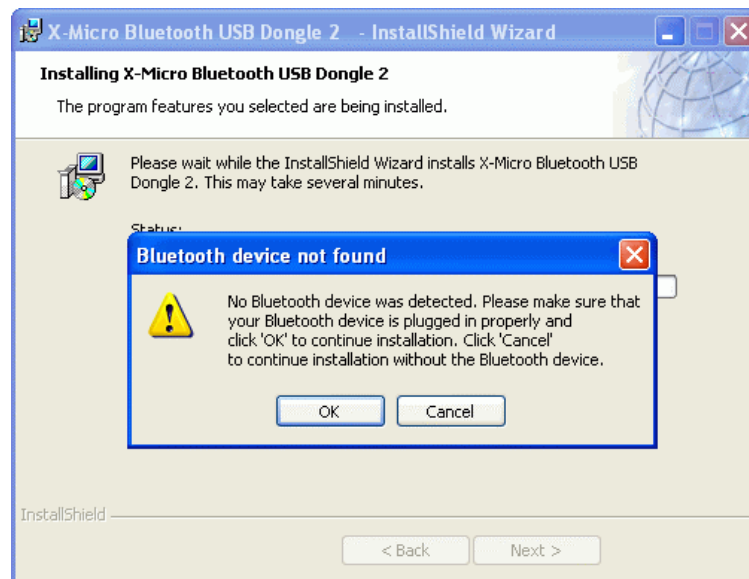 X-Micro Bluetooth USB Dongle 2 - InstallShield Wizard
Installing X-Micro Bluetooth USB Dongle 2
The program features you selected are being installed.
Please wait while the InstallShield Wizard installs X-Micro Bluetooth USB
Dongle 2. This may take several minutes.
Status:
Bluetooth device not found
No Bluetooth device was detected. Please make sure that
your Bluetooth device is plugged in properly and
click 'OK' to continue installation. Click 'Cancel'
to continue installation without the Bluetooth device.
OK Cancel
InstallShield
< Back Next >